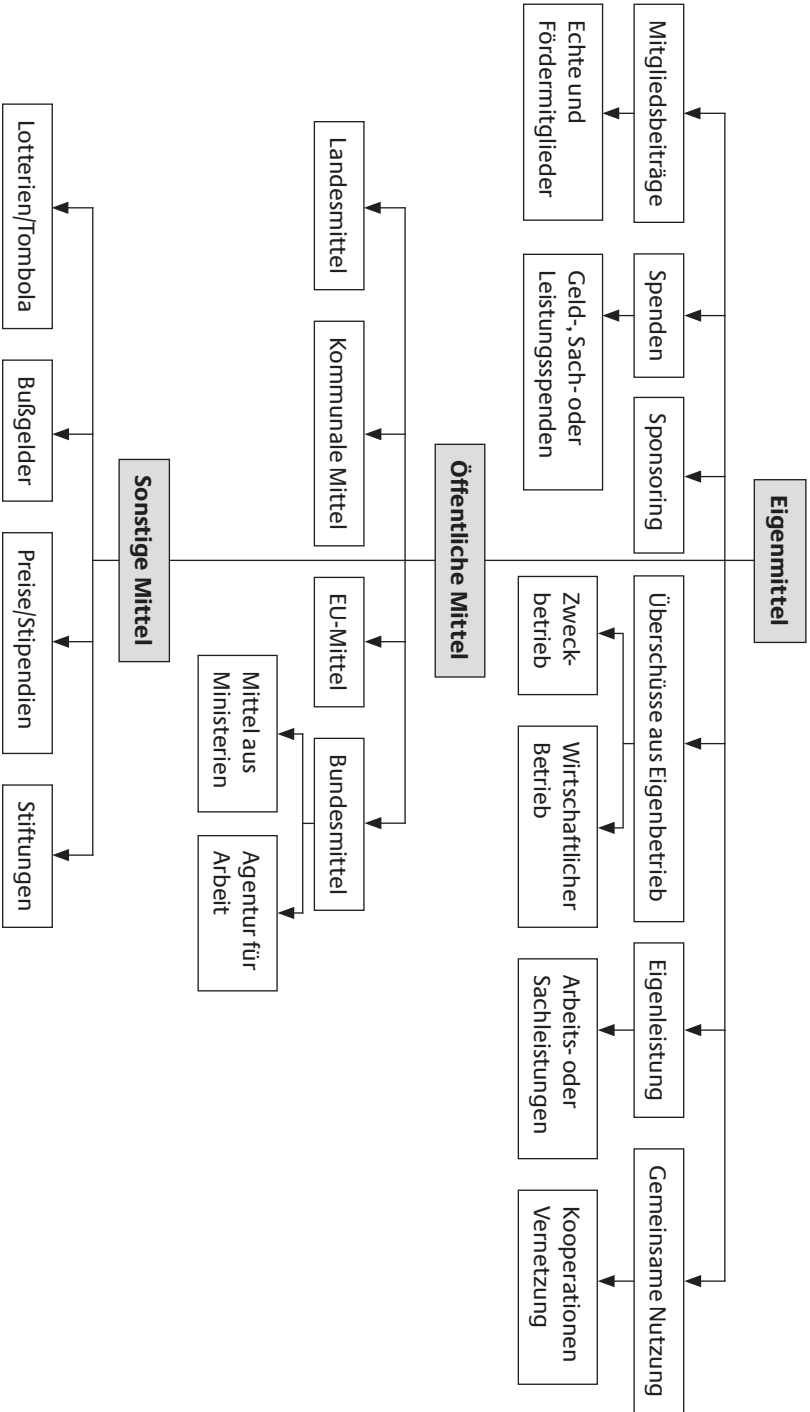 Eigenmittel
Mitgliedsbeiträge
Spenden
Sponsoring
Überschüsse aus Eigenbetrieb
Eigenleistung
Gemeinsame Nutzung
Echte und
Fördermitglieder
Geld-, Sach- oder
Leistungsspenden
Zweck-
betrieb
Wirtschaftlicher
Betrieb
Arbeits- oder
Sachleistungen
Kooperationen
Vernetzung
Öffentliche Mittel
Landesmittel
Kommunale Mittel
EU-Mittel
Bundesmittel
Mittel aus
Ministerien
Agentur für
Arbeit
Sonstige Mittel
Lotterien/Tombola
Bußgelder
Preise/Stipendien
Stiftungen